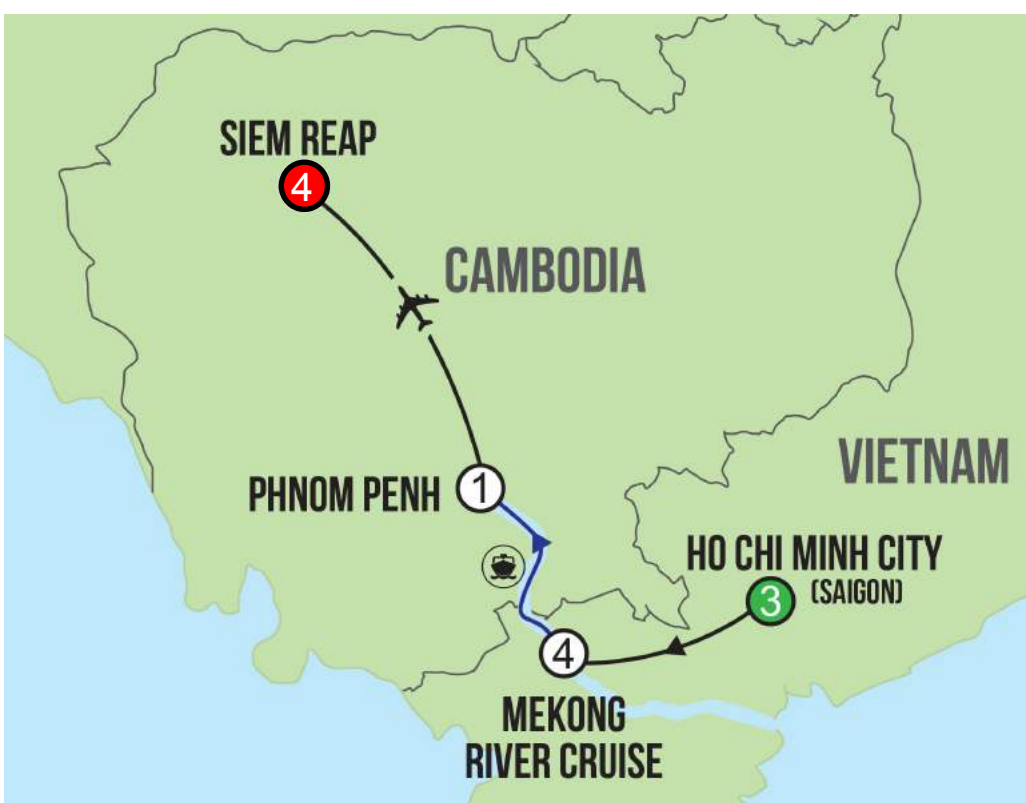 SIEM REAP
4
CAMBODIA
VIETNAM
PHNOM PENH 1
HO CHI MINH CITY
3 (SAIGON)
4
MEKONG
RIVER CRUISE